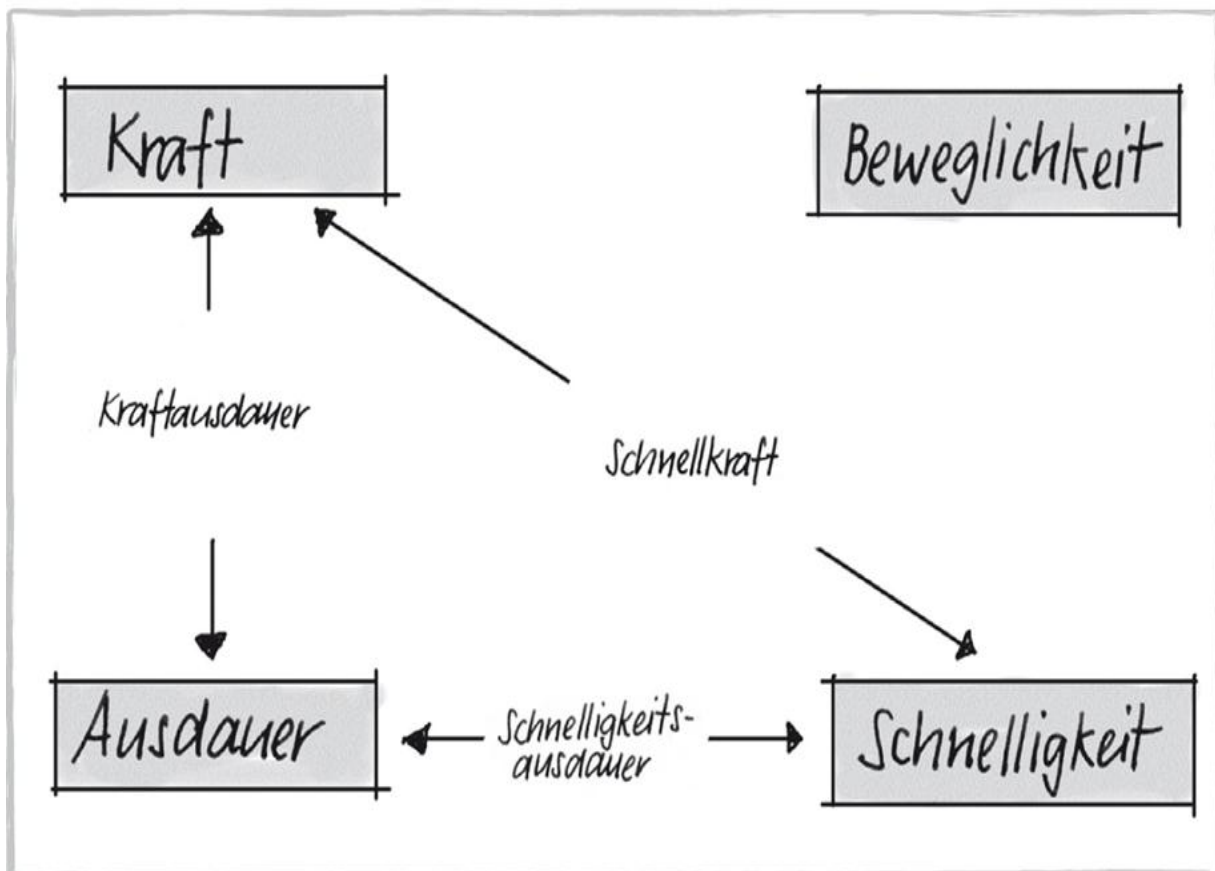 Kraft
Beweglichkeit
Kraftausdauer
Schnellkraft
Ausdauer
Schnelligkeits-
ausdauer
Schnelligkeit